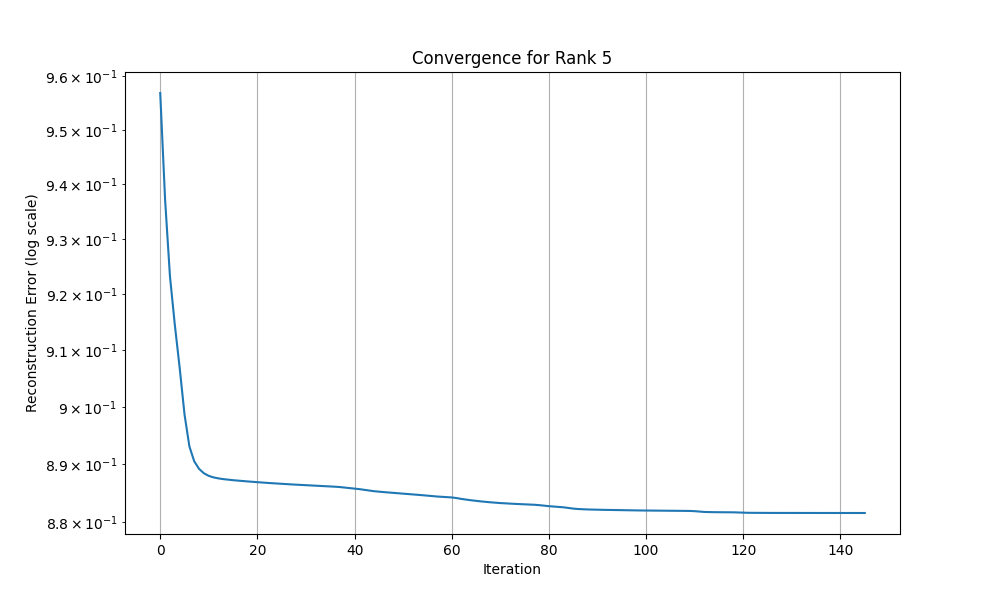 Convergence for Rank 5
Reconstruction Error (log scale)
9.6 × 10⁻¹
9.5 × 10⁻¹
9.4 × 10⁻¹
9.3 × 10⁻¹
9.2 × 10⁻¹
9.1 × 10⁻¹
9 × 10⁻¹
8.9 × 10⁻¹
8.8 × 10⁻¹
0 20 40 60 80 100 120 140
Iteration